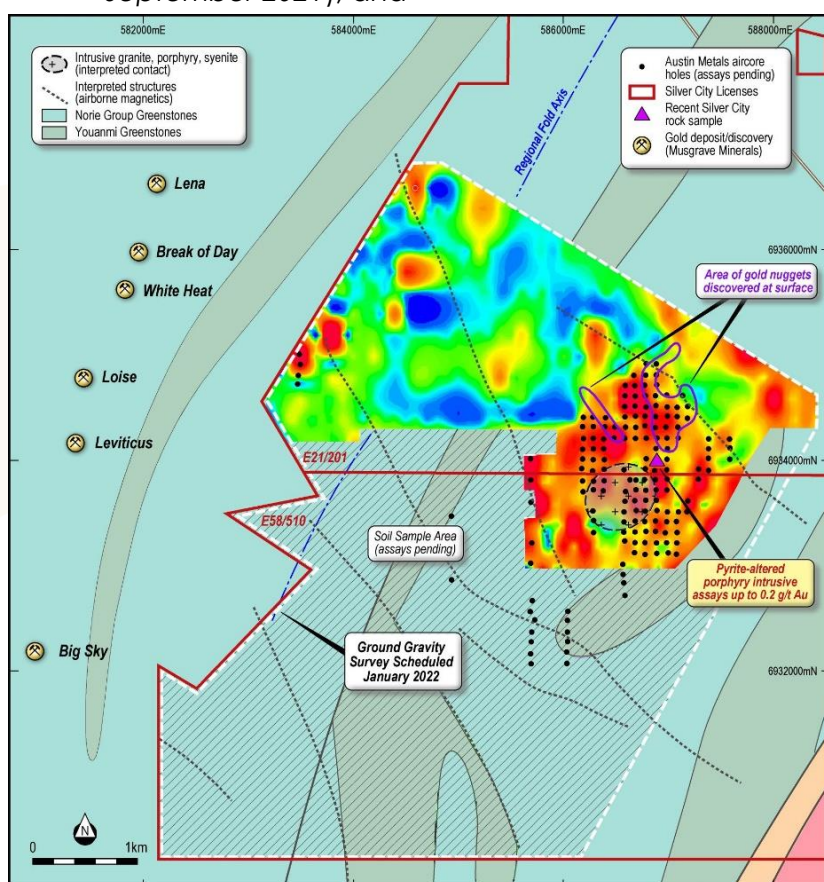 September 2021), and
582000mE
584000mE
586000mE
588000mE
Intrusive granite, porphyry, syenite
(interpreted contact)
Interpreted structures
(airborne magnetics)
Norie Group Greenstones
Youanmi Greenstones
Austin Metals aircore
holes (assays pending)
Silver City Licenses
Recent Silver City
rock sample
Gold deposit/discovery
(Musgrave Minerals)
Regional Fold Axis
Lena
Break of Day
White Heat
Loise
Leviticus
Big Sky
6936000mN
Area of gold nuggets
discovered at surface
6934000mN
E21/201
E58/510
Soil Sample Area
(assays pending)
Pyrite-altered
porphyry intrusive
assays up to 0.2 g/t Au
Ground Gravity
Survey Scheduled
January 2022
6932000mN
N
0
1km